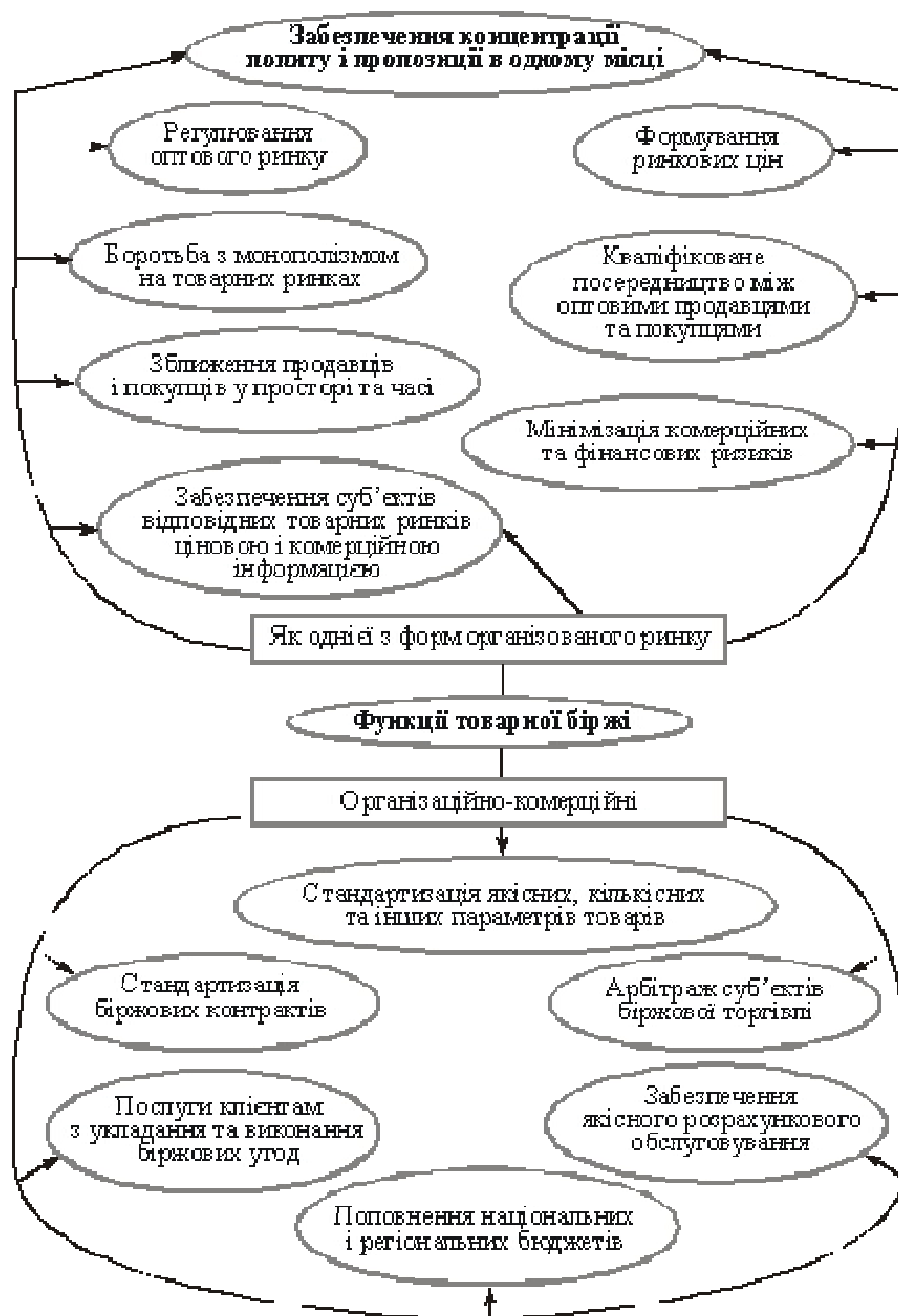 Забезпечення концентрації
попиту і пропозиції в одному місці
Регулювання
оптового ринку
Формування
ринкових цін
Боротьба з монополізмом
на товарних ринках
Кваліфіковане
посередництво між
оптовими продавцями
та покупцями
Зближення продавців
і покупців у просторі та часі
Мінімізація комерційних
та фінансових ризиків
Забезпечення суб’єктів
відповідних товарних ринків
ціновою і комерційною
інформацією
Як однієї з форм організованого ринку
Функції товарної біржі
Організаційно-комерційні
Стандартизація якісних, кількісних
та інших параметрів товарів
Стандартизація
біржових контрактів
Арбітраж суб’єктів
біржової торгівлі
Послуги клієнтам
з укладання та виконання
біржових угод
Забезпечення
якісного розрахункового
обслуговування
Поповнення національних
і регіональних бюджетів